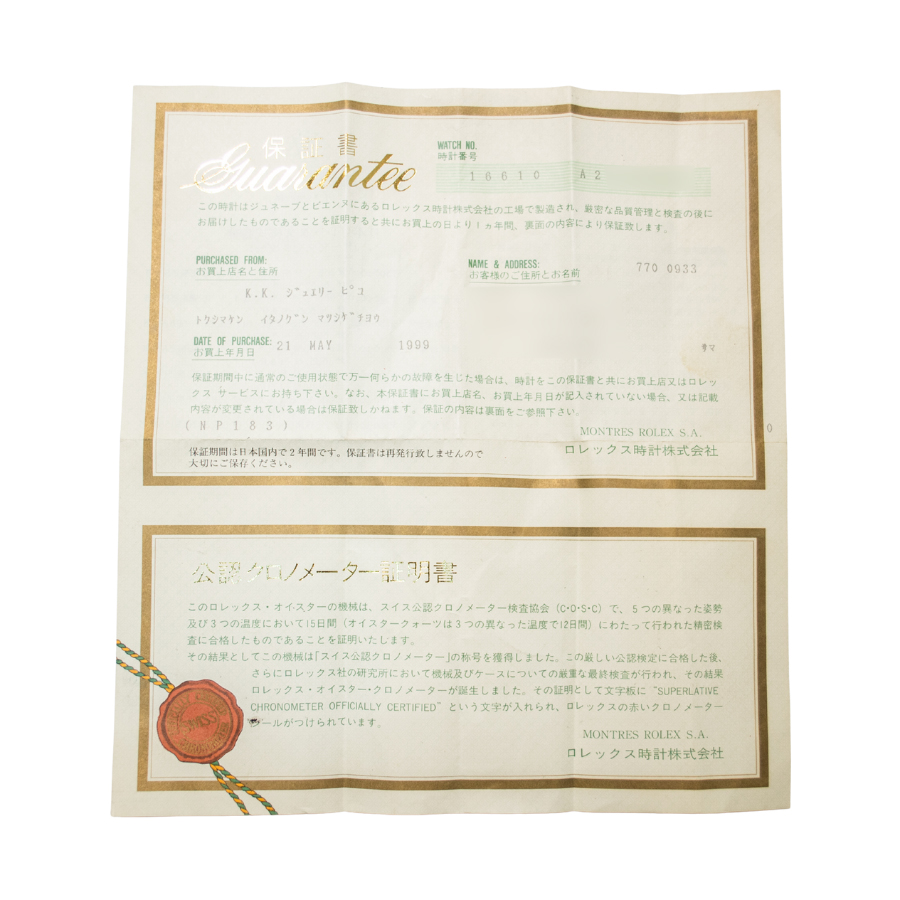 保証書
Guarantee
WATCH NO.
時計番号
16610 A2
この時計はジュネーブとビエンヌにあるロレックス時計株式会社の工場で製造され、厳密な品質管理と検査の後に
お届けしたものであることを証明すると共にお買上の日より1ヵ年間。裏面の内容により保証致します。
PURCHASED FROM:
お買上店名と住所
K.K. ジュエリー ピコ
トクシマケン イタノグン マツシゲチョウ
NAME & ADDRESS:
お客様のご住所とお名前
770 0933
DATE OF PURCHASE:
お買上年月日
21 MAY 1999
サマ
保証期間中に通常のご使用状態で万一何らかの故障を生じた場合は、時計をこの保証書と共にお買上店又はロレッ
クス サービスにお持ち下さい。なお、本保証書にお買上店名、お買上年月日が記入されていない場合、又は記載
内容が変更されている場合は保証致しかねます。保証の内容は裏面をご参照下さい。
(NP183)
MONTRES ROLEX S.A.
0
ロレックス時計株式会社
保証期間は日本国内で2年間です。保証書は再発行致しませんので
大切にご保存ください。
公認クロノメーター証明書
このロレックス・オイスターの機械は、スイス公認クロノメーター検査協会(C・O・S・C)で、5つの異なった姿勢
及び3つの温度において15日間(オイスタークォーツは3つの異なった温度で12日間)にわたって行われた精密検
査に合格したものであることを証明いたします。
その結果としてこの機械は「スイス公認クロノメーター」の称号を獲得しました。この厳しい公認検定に合格した後、
さらにロレックス社の研究所において機械及びケースについての厳重な最終検査が行われ、その結果
ロレックス・オイスター・クロノメーターが誕生しました。その証明として文字板に "SUPERLATIVE
CHRONOMETER OFFICIALLY CERTIFIED" という文字が入れられ、ロレックスの赤いクロノメーター
シールがつけられています。
MONTRES ROLEX S.A.
ロレックス時計株式会社